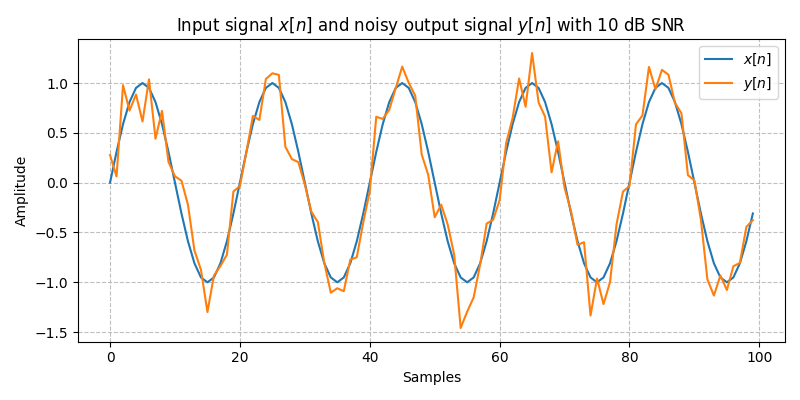 Input signal x[n] and noisy output signal y[n] with 10 dB SNR
x[n]
y[n]
1.0
0.5
0.0
−0.5
−1.0
−1.5
Amplitude
0 20 40 60 80 100
Samples